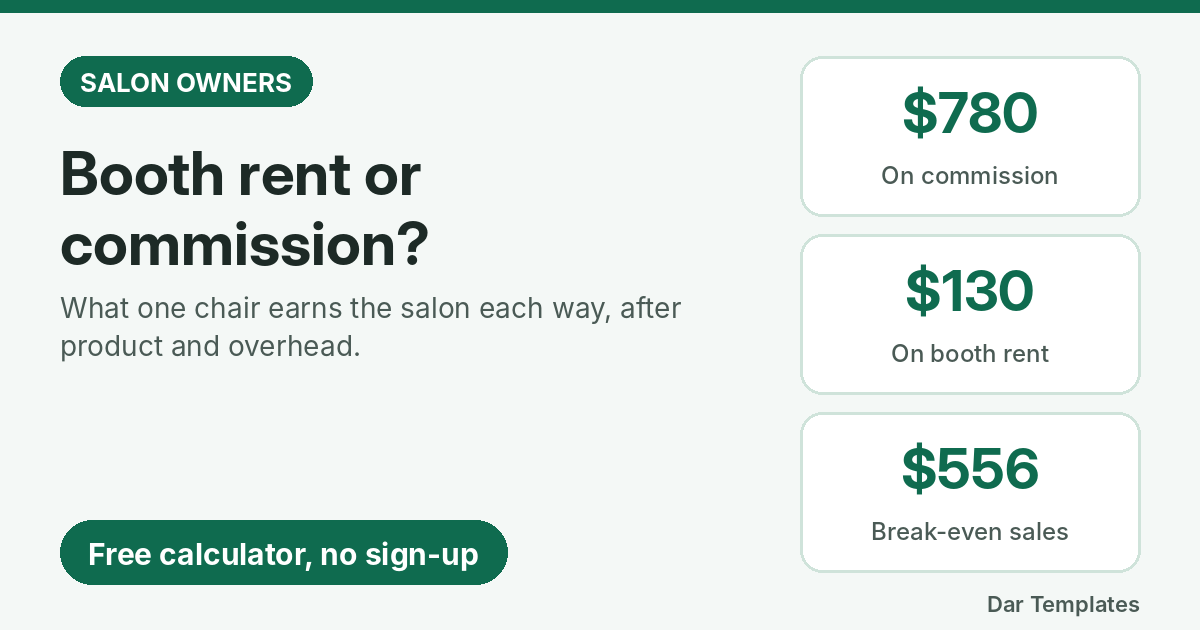 SALON OWNERS
Booth rent or
commission?
What one chair earns the salon each way, after
product and overhead.
Free calculator, no sign-up
$780
On commission
$130
On booth rent
$556
Break-even sales
Dar Templates